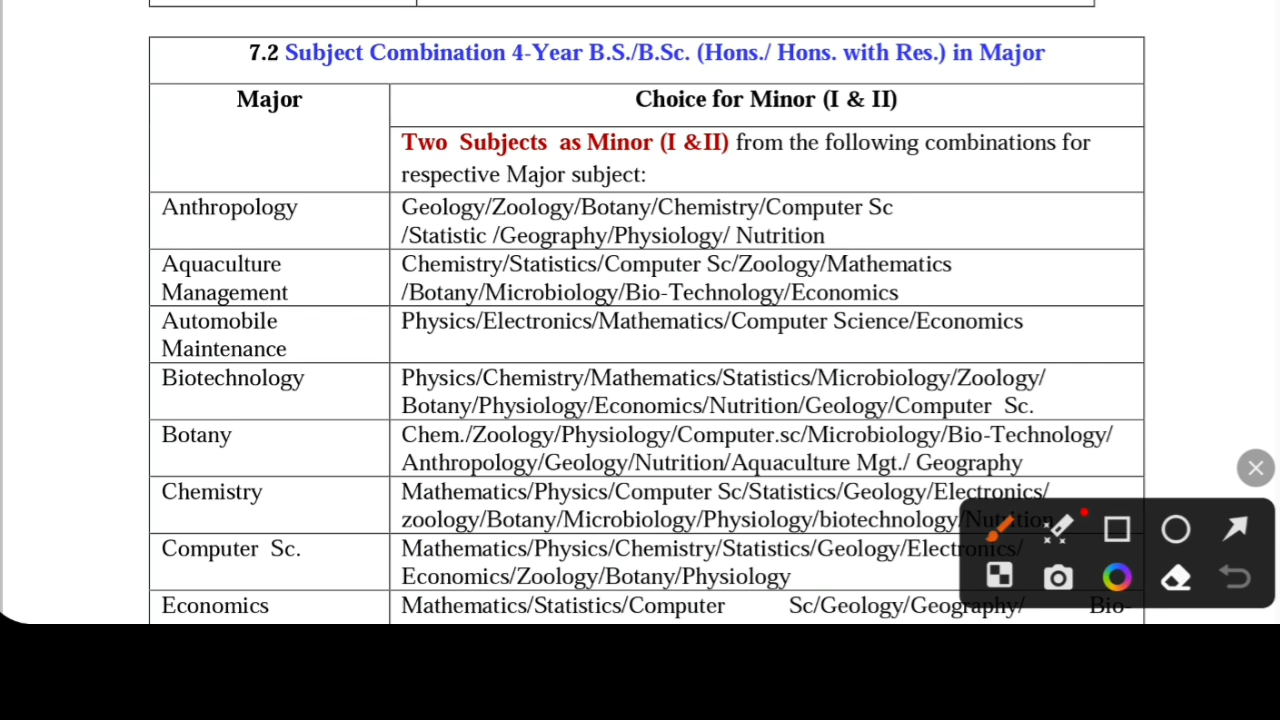 7.2 Subject Combination 4-Year B.S./B.Sc. (Hons./ Hons. with Res.) in Major
Major
Choice for Minor (I & II)
Two Subjects as Minor (I &II) from the following combinations for
respective Major subject:
Anthropology
Geology/Zoology/Botany/Chemistry/Computer Sc
/Statistic /Geography/Physiology/ Nutrition
Aquaculture
Management
Chemistry/Statistics/Computer Sc/Zoology/Mathematics
/Botany/Microbiology/Bio-Technology/Economics
Automobile
Maintenance
Physics/Electronics/Mathematics/Computer Science/Economics
Biotechnology
Physics/Chemistry/Mathematics/Statistics/Microbiology/Zoology/
Botany/Physiology/Economics/Nutrition/Geology/Computer Sc.
Botany
Chem./Zoology/Physiology/Computer.sc/Microbiology/Bio-Technology/
Anthropology/Geology/Nutrition/Aquaculture Mgt./ Geography
Chemistry
Mathematics/Physics/Computer Sc/Statistics/Geology/Electronics/
zoology/Botany/Microbiology/Physiology/biotechnology/Nutrition
Computer Sc.
Mathematics/Physics/Chemistry/Statistics/Geology/Electronics/
Economics/Zoology/Botany/Physiology
Economics
Mathematics/Statistics/Computer Sc/Geology/Geography/ Bio-